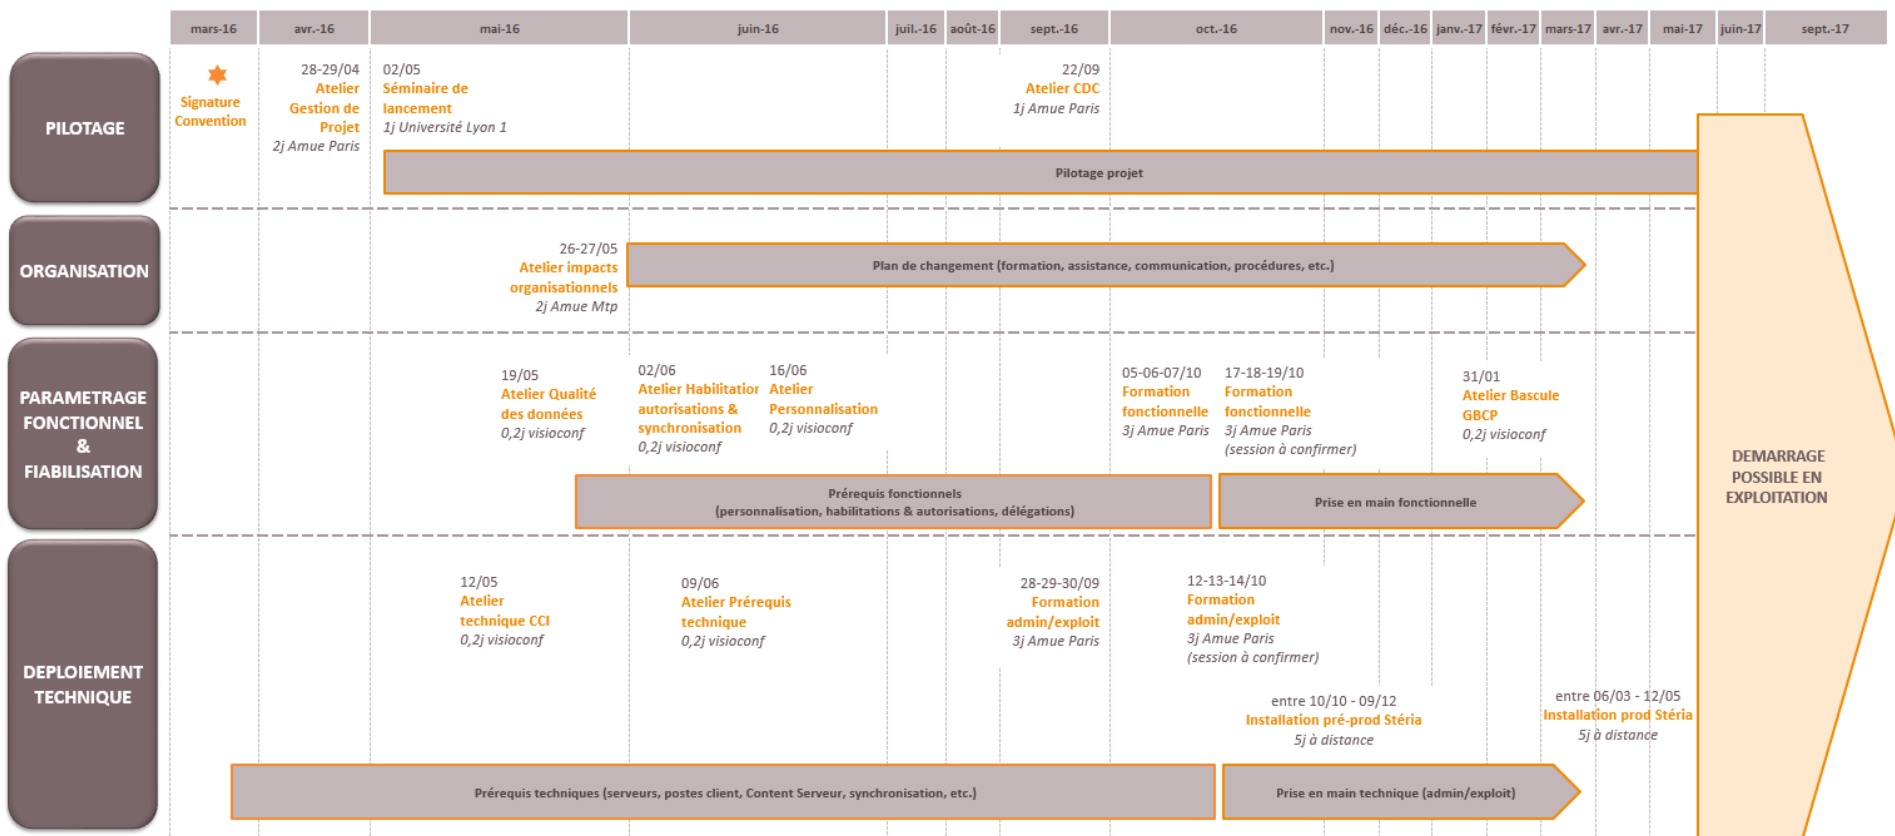 mars-16 avr.-16 mai-16 juin-16 juil.-16 août-16 sept.-16 oct.-16 nov.-16 déc.-16 janv.-17 févr.-17 mars-17 avr.-17 mai-17 juin-17 sept.-17
PILOTAGE
Signature
Convention
28-29/04
Atelier
Gestion de
Projet
2j Amue Paris
02/05
Séminaire de
lancement
1j Université Lyon 1
22/09
Atelier CDC
1j Amue Paris
Pilotage projet
ORGANISATION
26-27/05
Atelier impacts
organisationnels
2j Amue Mtp
Plan de changement (formation, assistance, communication, procédures, etc.)
PARAMETRAGE
FONCTIONNEL
&
FIABILISATION
19/05
Atelier Qualité
des données
0,2j visioconf
02/06
Atelier Habilitation
autorisations &
synchronisation
0,2j visioconf
16/06
Atelier
Personnalisation
0,2j visioconf
05-06-07/10
Formation
fonctionnelle
3j Amue Paris
17-18-19/10
Formation
fonctionnelle
3j Amue Paris
(session à confirmer)
31/01
Atelier Bascule
GBCP
0,2j visioconf
Prérequis fonctionnels
(personnalisation, habilitations & autorisations, délégations)
Prise en main fonctionnelle
DEMARRAGE
POSSIBLE EN
EXPLOITATION
DEPLOIEMENT
TECHNIQUE
12/05
Atelier
technique CCI
0,2j visioconf
09/06
Atelier Prérequis
technique
0,2j visioconf
28-29-30/09
Formation
admin/exploit
3j Amue Paris
12-13-14/10
Formation
admin/exploit
3j Amue Paris
(session à confirmer)
entre 10/10 - 09/12
Installation pré-prod Stéria
5j à distance
entre 06/03 - 12/05
Installation prod Stéria
5j à distance
Prérequis techniques (serveurs, postes client, Content Serveur, synchronisation, etc.)
Prise en main technique (admin/exploit)